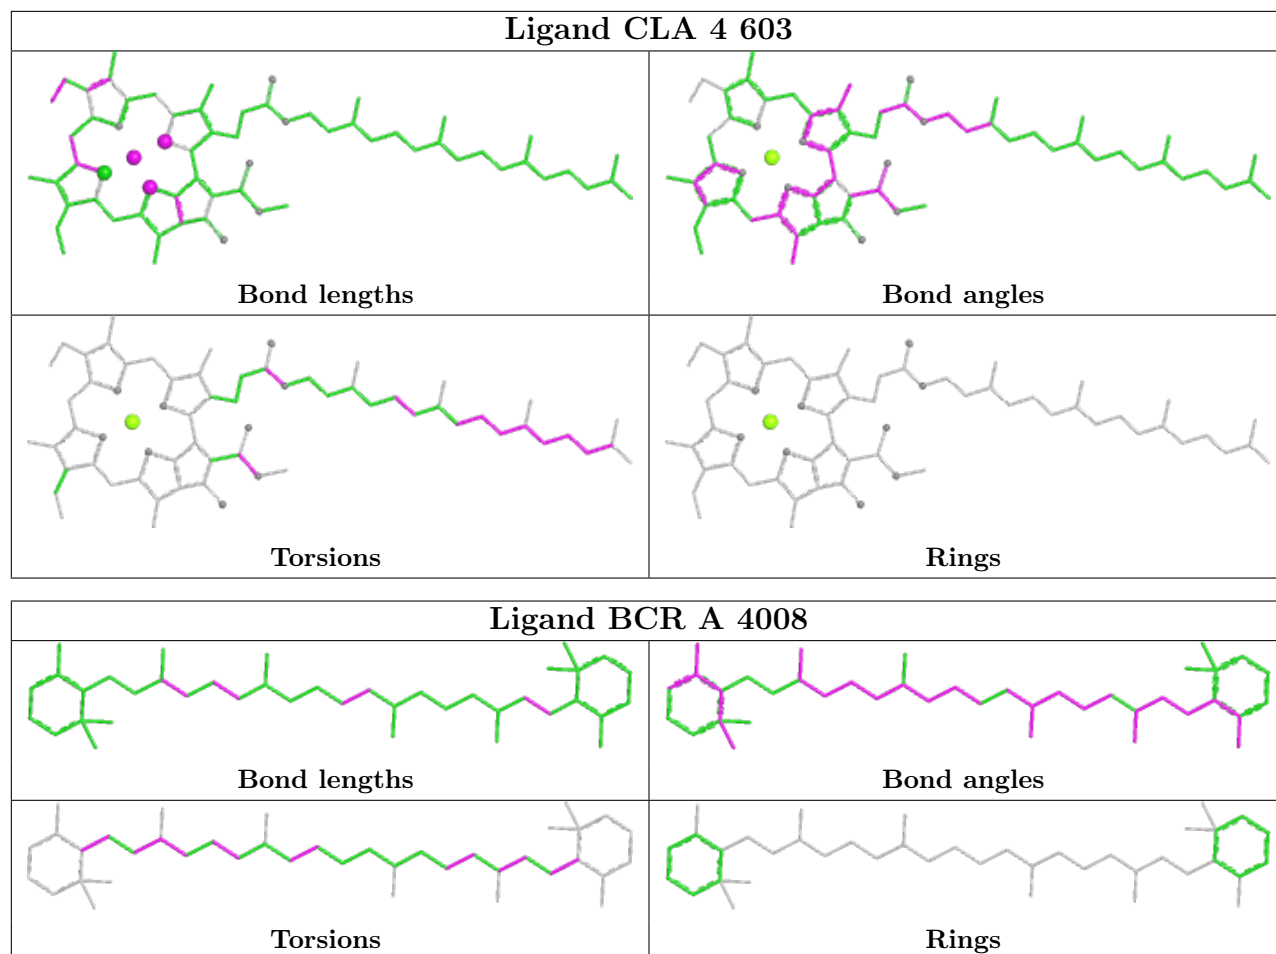 Ligand CLA 4 603
Bond lengths
Bond angles
Torsions
Rings
Ligand BCR A 4008
Bond lengths
Bond angles
Torsions
Rings